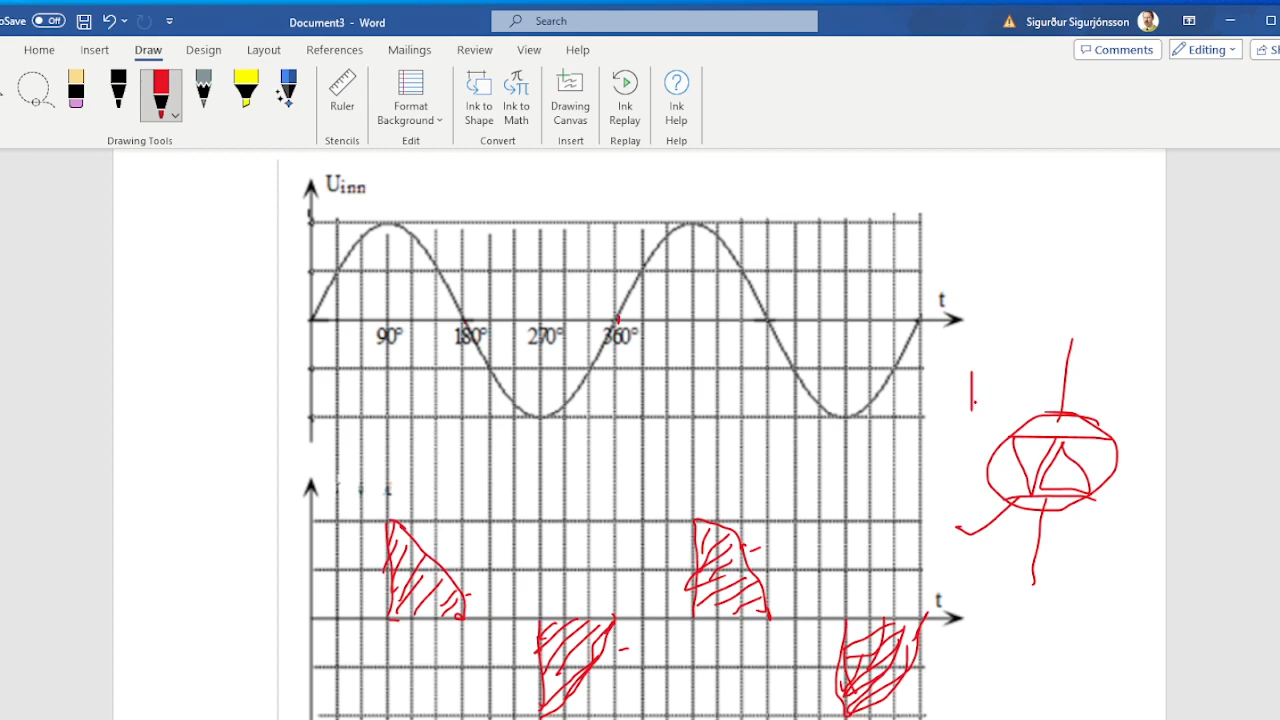 oSave Off
Document3 - Word
Search
Sigurður Sigurjónsson
Home Insert Draw Design Layout References Mailings Review View Help
Comments Editing
Ruler
Format Background
Ink to Shape
Ink to Math
Drawing Canvas
Ink Replay
Ink Help
Drawing Tools Stencils Edit Convert Insert Replay Help
Uinn
t
90° 180° 270° 360°
t